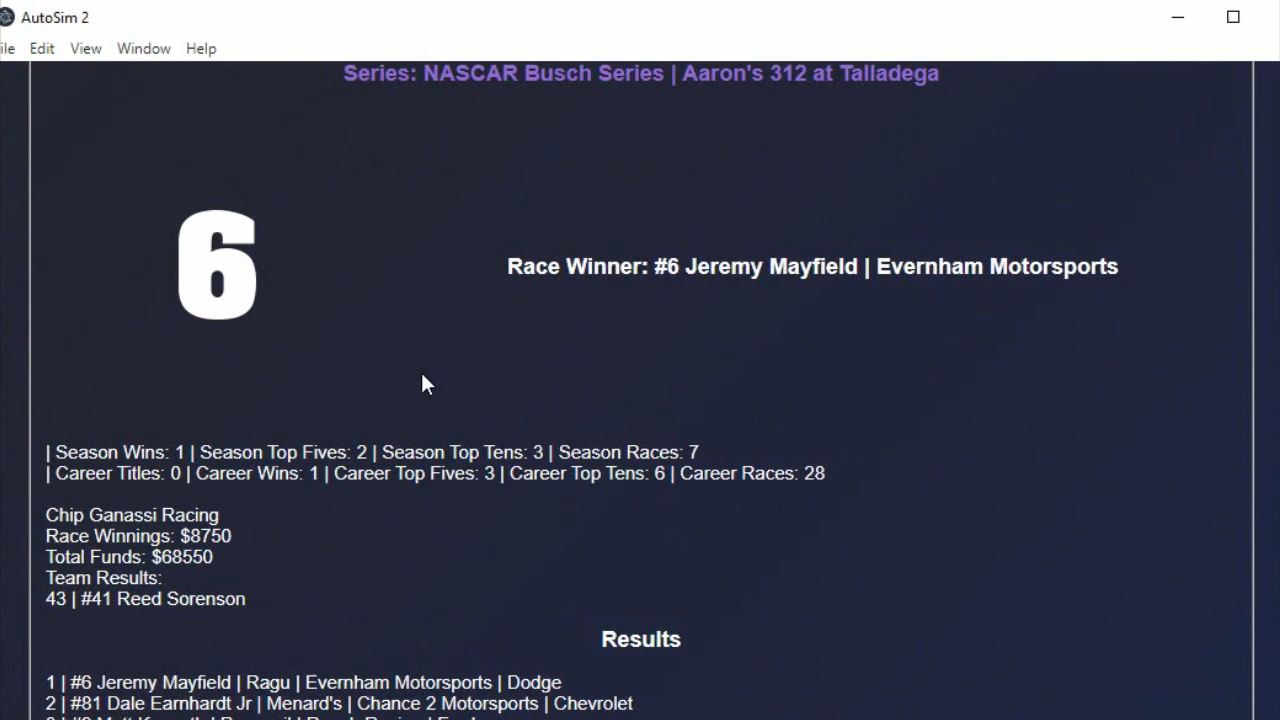 AutoSim 2
ile Edit View Window Help
Series: NASCAR Busch Series | Aaron's 312 at Talladega
6
Race Winner: #6 Jeremy Mayfield | Evernham Motorsports
| Season Wins: 1 | Season Top Fives: 2 | Season Top Tens: 3 | Season Races: 7
| Career Titles: 0 | Career Wins: 1 | Career Top Fives: 3 | Career Top Tens: 6 | Career Races: 28
Chip Ganassi Racing
Race Winnings: $8750
Total Funds: $68550
Team Results:
43 | #41 Reed Sorenson
Results
1 | #6 Jeremy Mayfield | Ragu | Evernham Motorsports | Dodge
2 | #81 Dale Earnhardt Jr | Menard's | Chance 2 Motorsports | Chevrolet